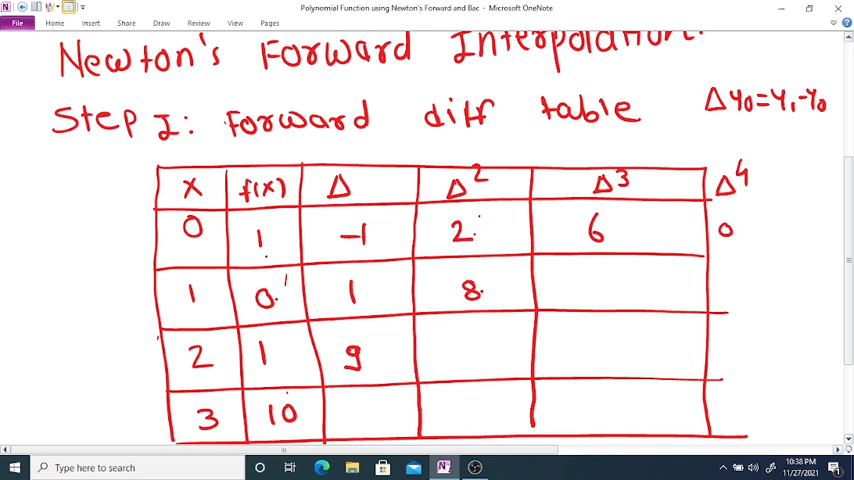 Polynomial Function using Newton's Forward and Bac - Microsoft OneNote
File Home Insert Share Draw History Review View Pages
Newton's Forward Interpolation.
Step I: Forward diff table Δy0=y1-y0
x f(x) Δ Δ2 Δ3 Δ4
0 1 -1 2 6 0
1 0 1 8
2 1 9
3 10
Type here to search
10:38 PM
11/27/2021